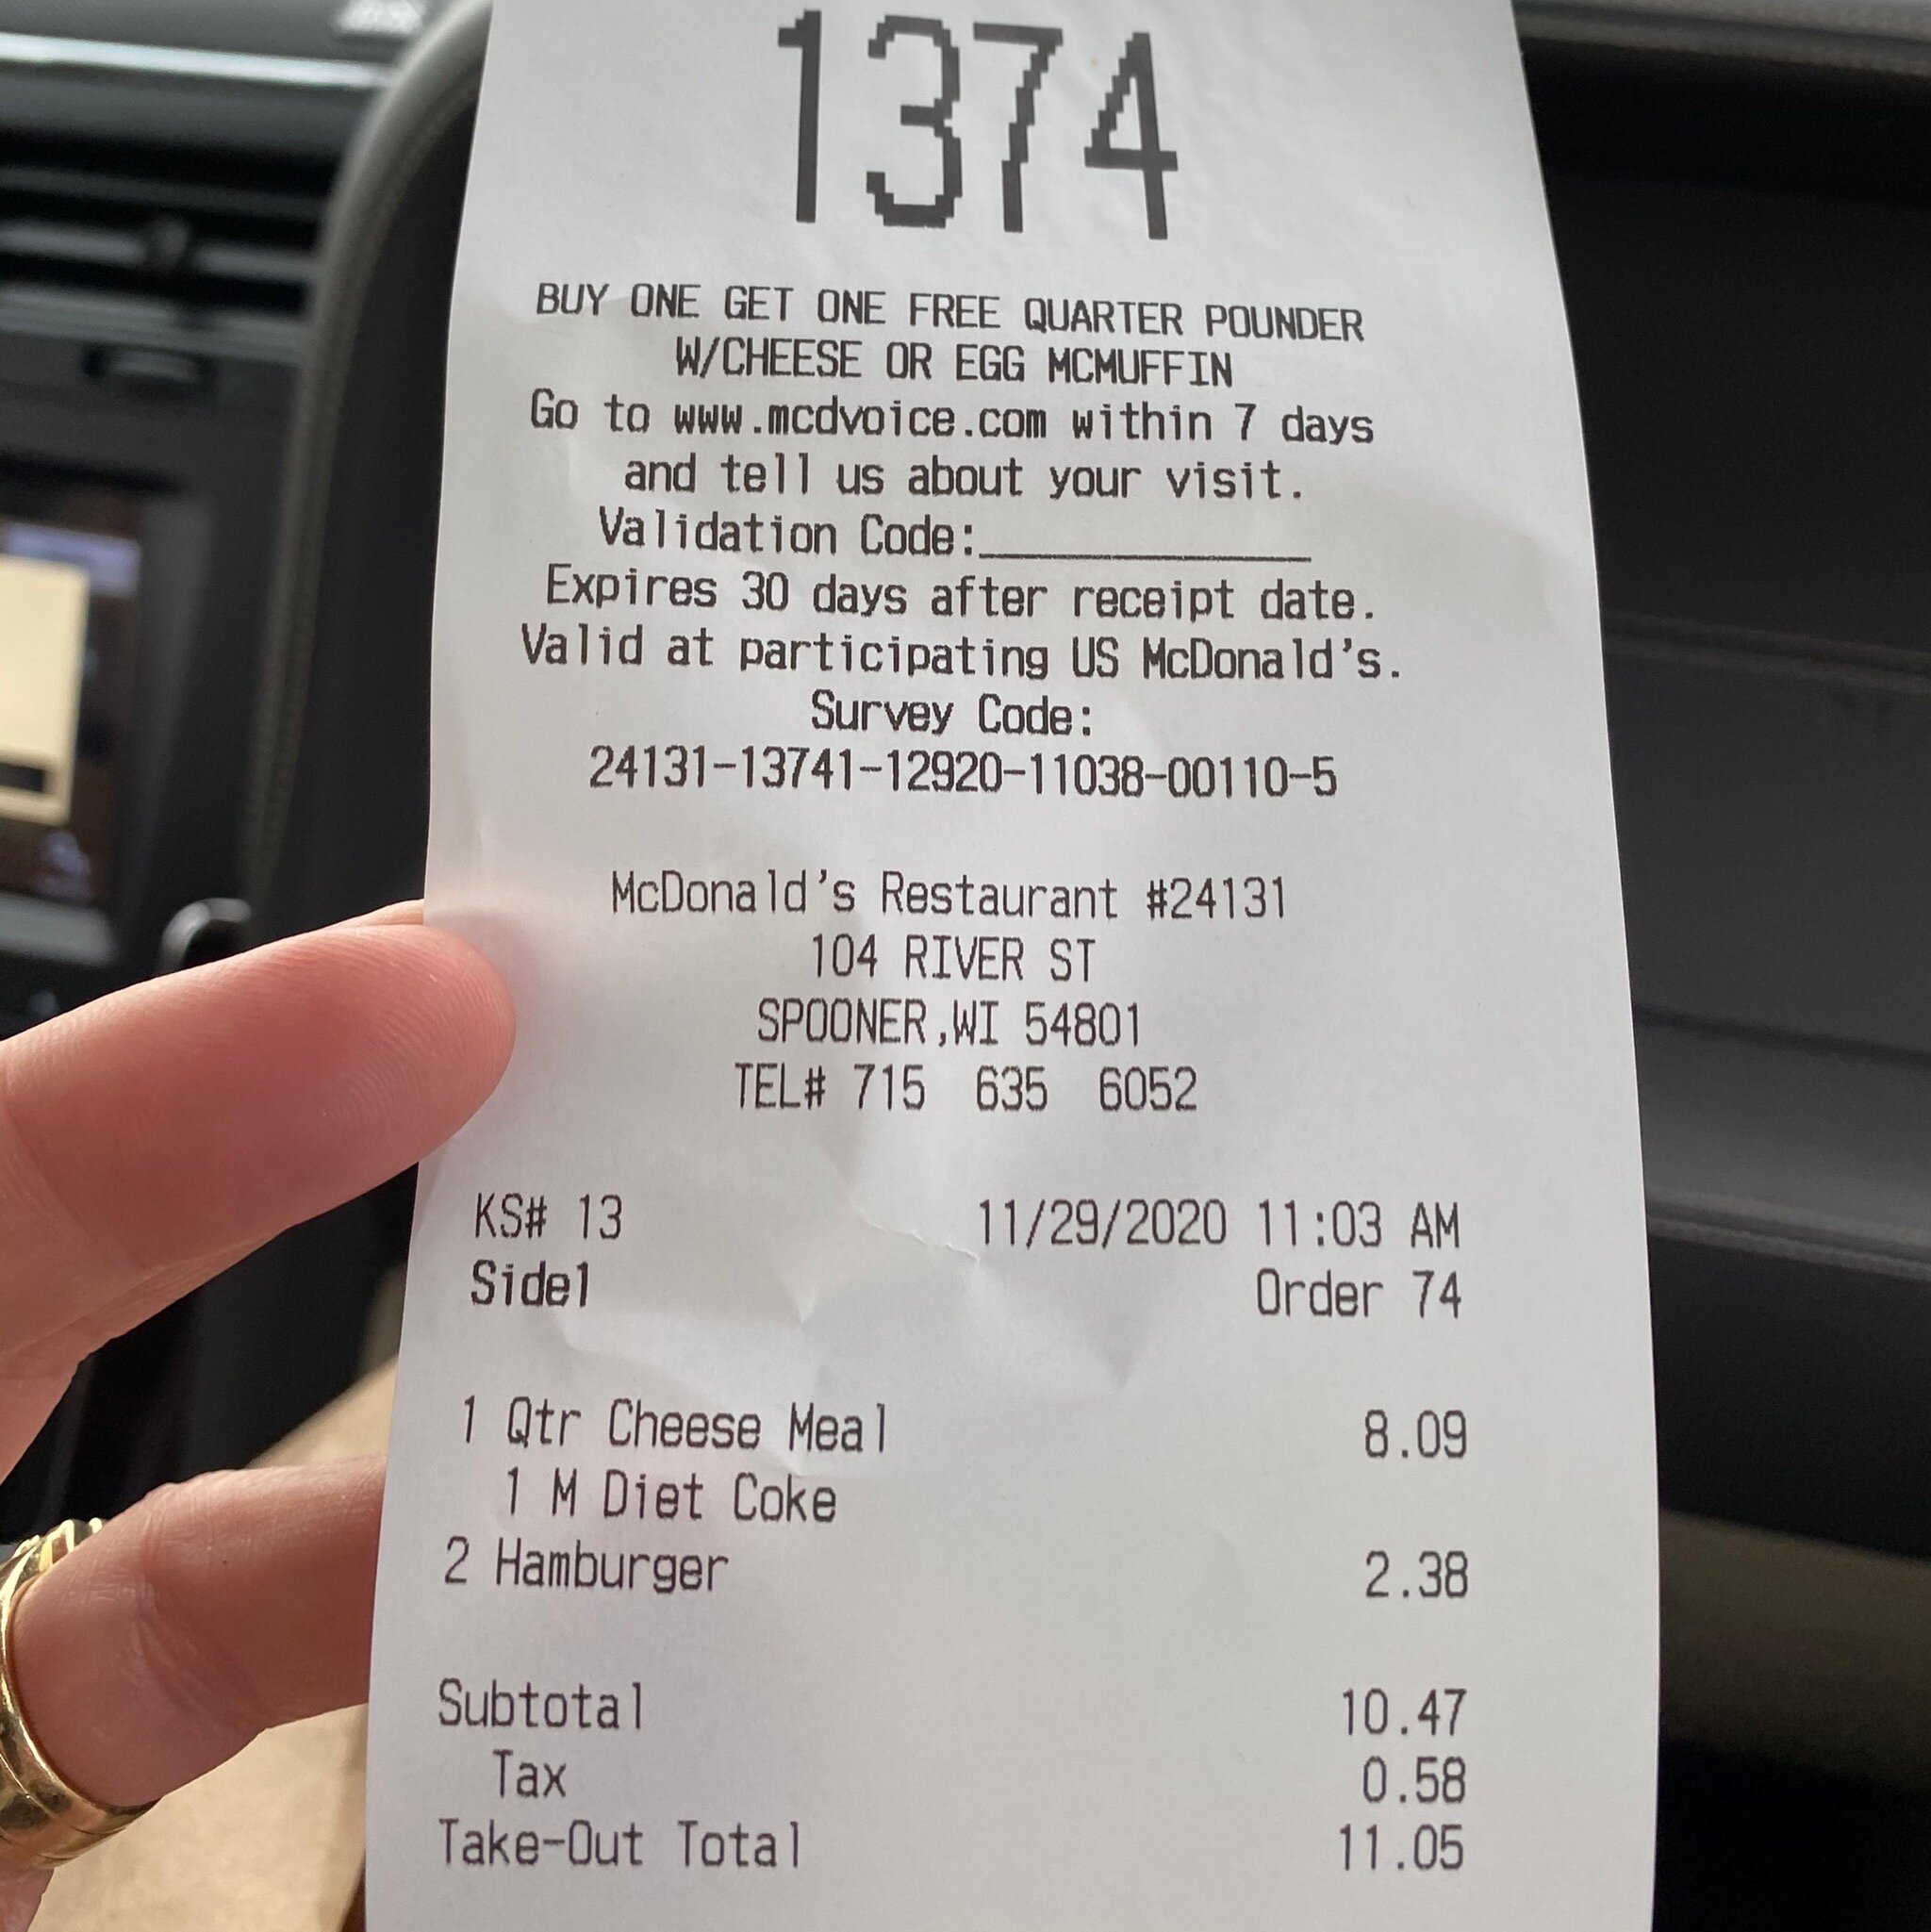 1374
BUY ONE GET ONE FREE QUARTER POUNDER
W/CHEESE OR EGG MCMUFFIN
Go to www.mcdvoice.com within 7 days
and tell us about your visit.
Validation Code:______________
Expires 30 days after receipt date.
Valid at participating US McDonald's.
Survey Code:
24131-13741-12920-11038-00110-5
McDonald's Restaurant #24131
104 RIVER ST
SPOONER,WI 54801
TEL# 715 635 6052
KS# 13 11/29/2020 11:03 AM
Side1 Order 74
1 Qtr Cheese Meal 8.09
1 M Diet Coke
2 Hamburger 2.38
Subtotal 10.47
Tax 0.58
Take-Out Total 11.05